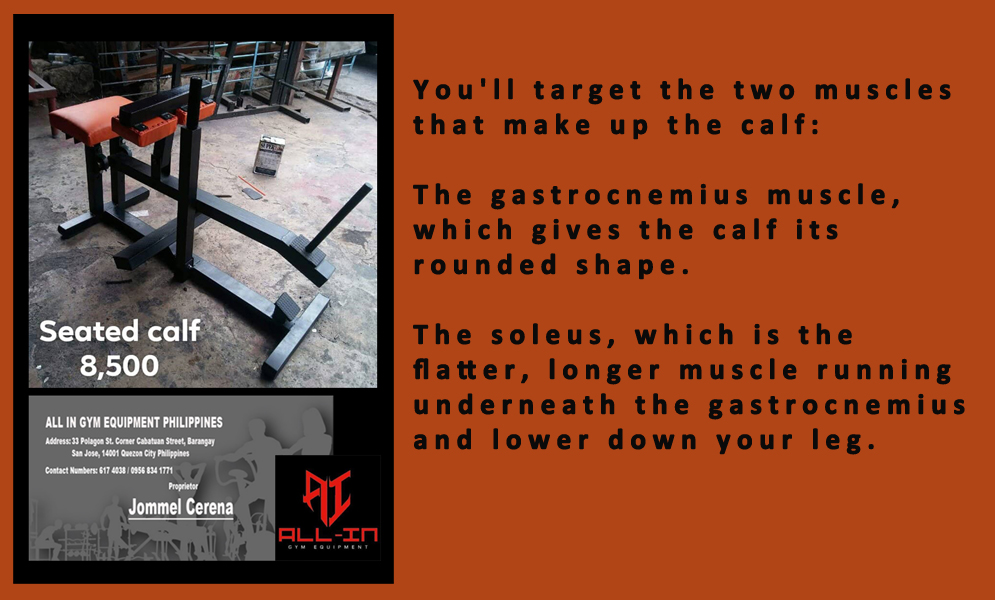 You'll target the two muscles
that make up the calf:
The gastrocnemius muscle,
which gives the calf its
rounded shape.
The soleus, which is the
flatter, longer muscle running
underneath the gastrocnemius
and lower down your leg.
Seated calf
8,500
ALL IN GYM EQUIPMENT PHILIPPINES
Address: 33 Polagon St. Corner Cabatuan Street, Barangay
San Jose, 14001 Quezon City Philippines
Contact Numbers: 617 4038 / 0956 834 1771
Proprietor
Jommel Cerena
AI
ALL-IN
GYM EQUIPMENT